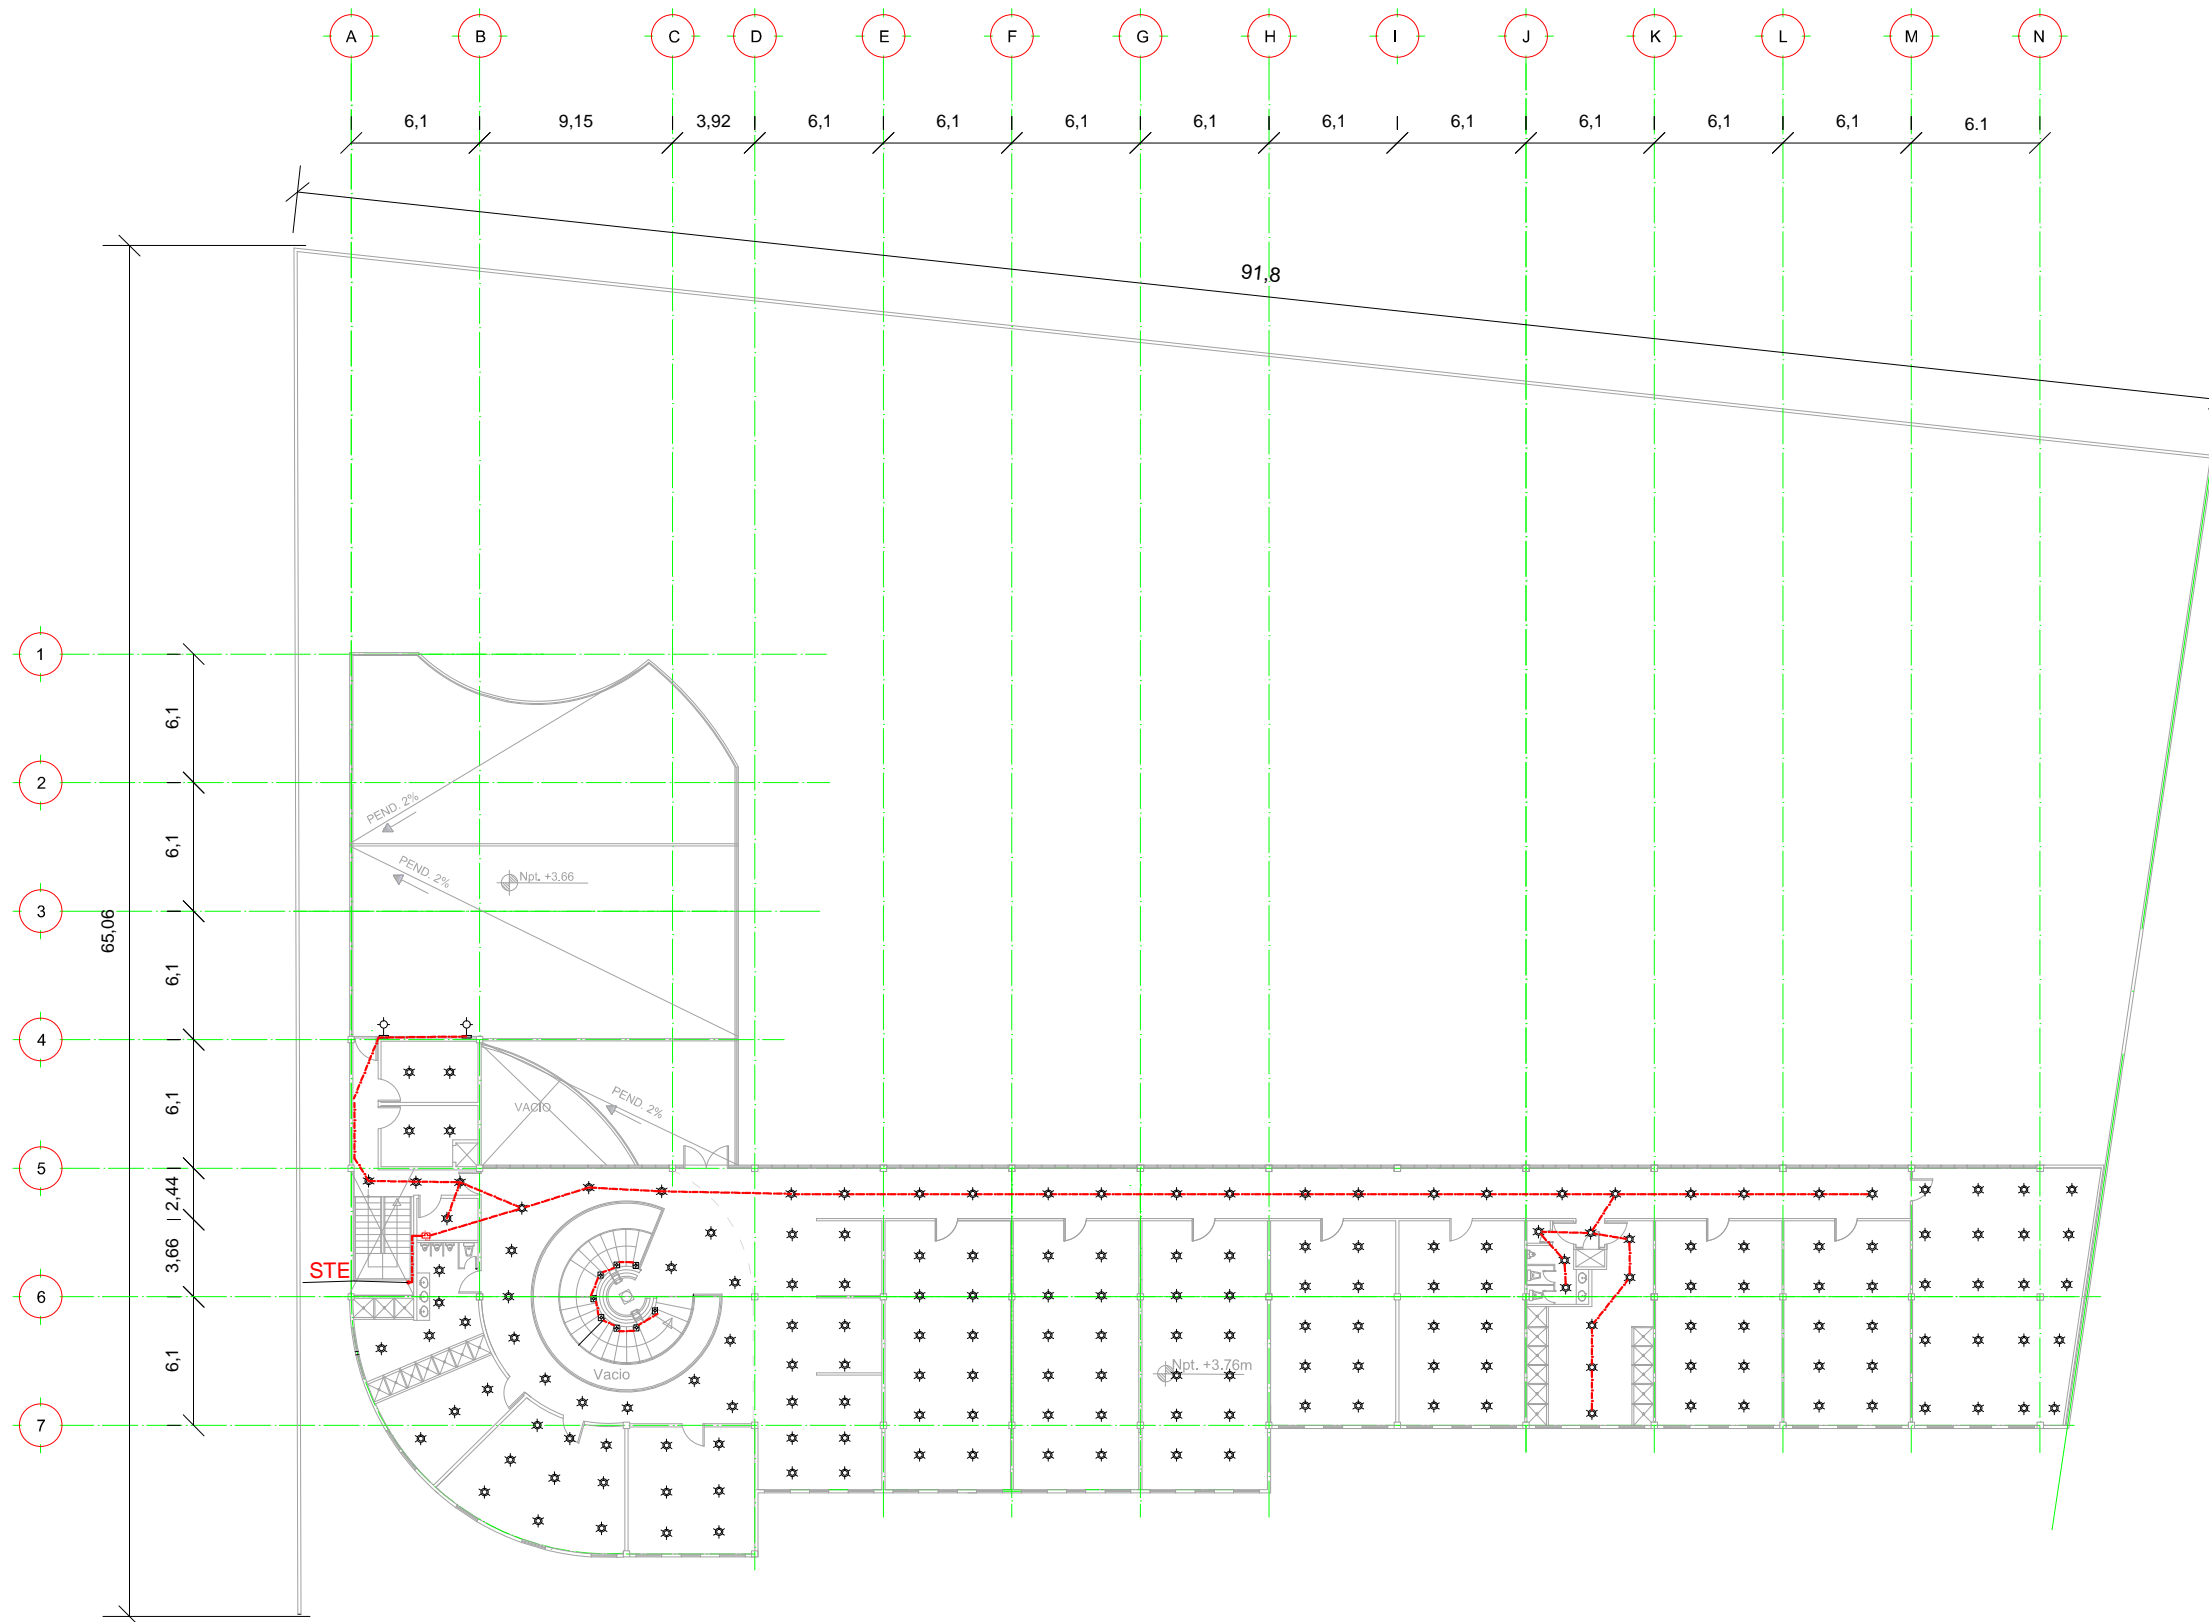 A B C D E F G H I J K L M N
6,1 9,15 3,92 6,1 6,1 6,1 6,1 6,1 6,1 6,1 6,1 6,1 6.1
91,8
1
6,1
2
PEND. 2%
6,1
PEND. 2%
Npt. +3.66
3
65,06
6,1
4
6,1
VACIO
PEND. 2%
5
2,44
3,66
STE
6
6,1
Vacio
Npt. +3.76m
7